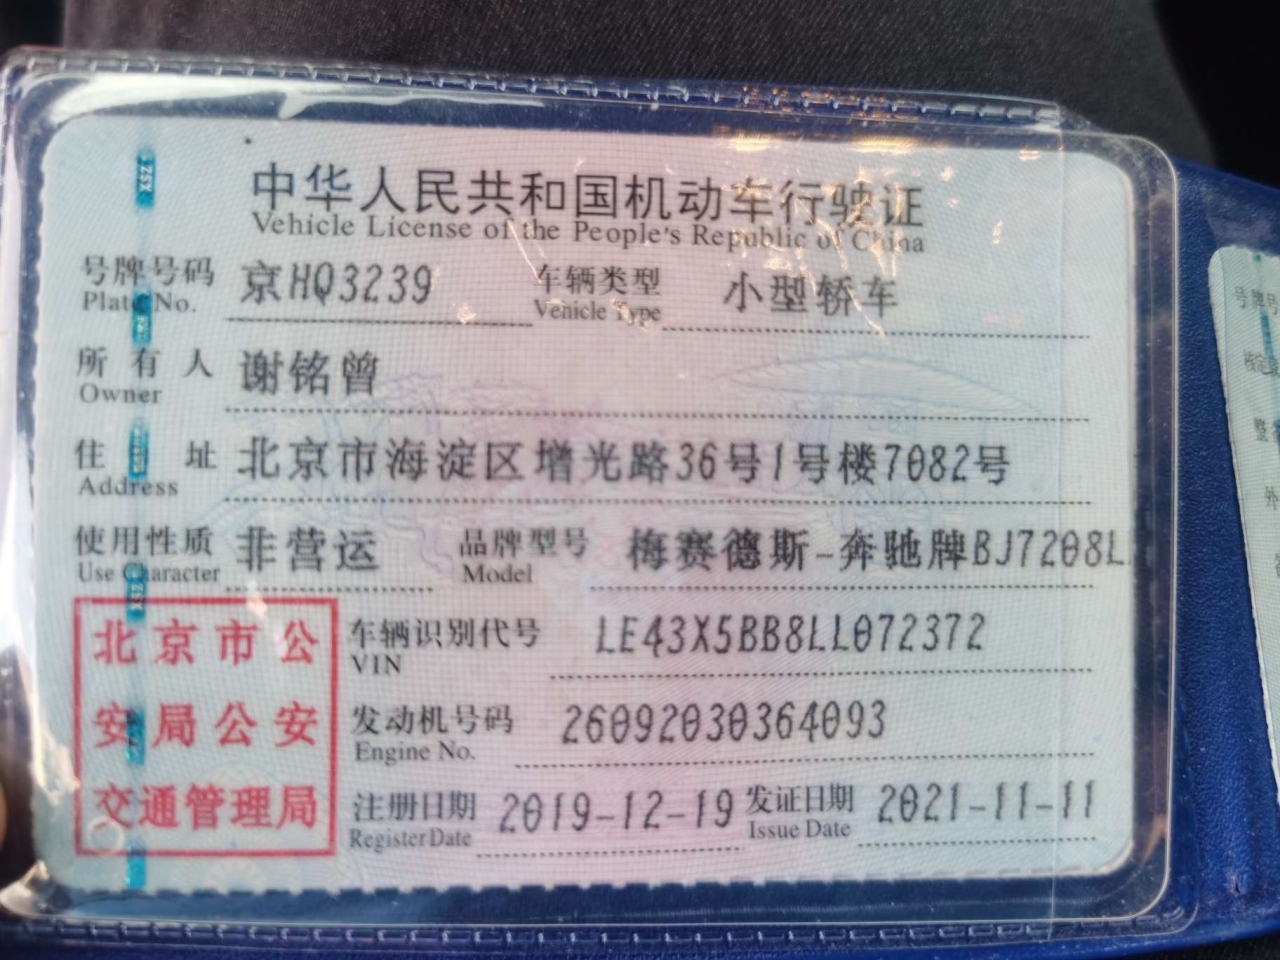 中华人民共和国机动车行驶证
Vehicle License of the People's Republic of China
号牌号码 京HQ3239 车辆类型 小型轿车
Plate No. Vehicle Type
所有人 谢铭曾
Owner
住址 北京市海淀区增光路36号1号楼7082号
Address
使用性质 非营运 品牌型号 梅赛德斯-奔驰牌BJ7208L
Use Character Model
北京市公
安局公安
交通管理局
车辆识别代号 LE43X5BB8LL072372
VIN
发动机号码 26092030364093
Engine No.
注册日期 2019-12-19 发证日期 2021-11-11
Register Date Issue Date
号牌号